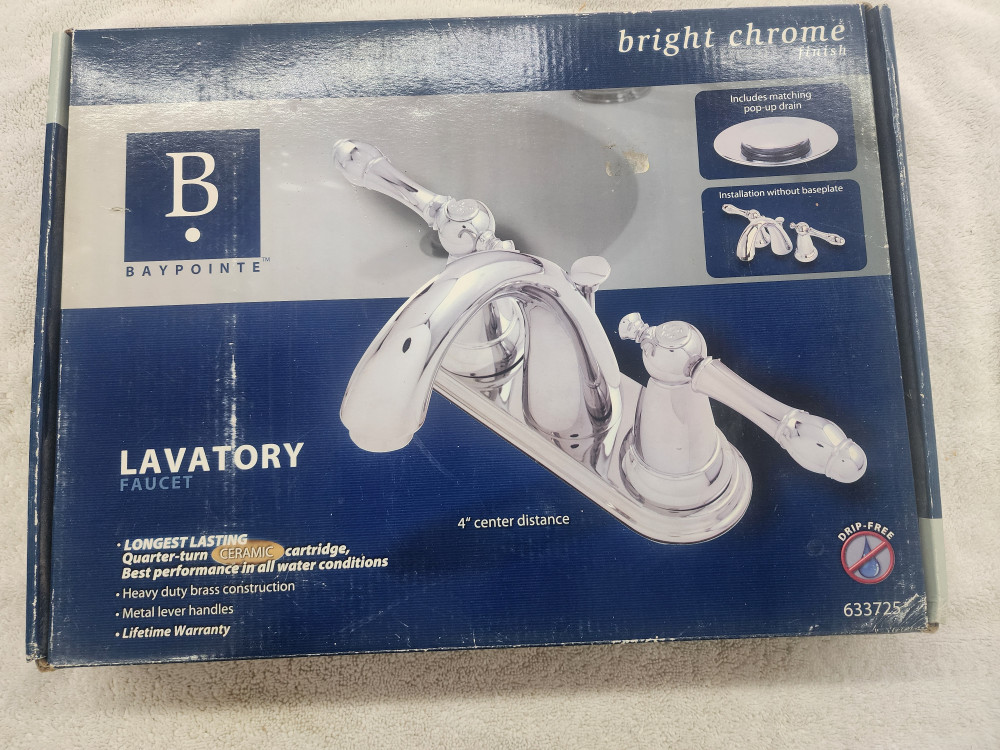 bright chrome
finish
Includes matching
pop-up drain
Installation without baseplate
B
BAYPOINTE™
LAVATORY
FAUCET
4" center distance
• LONGEST LASTING
Quarter-turn CERAMIC cartridge,
Best performance in all water conditions
• Heavy duty brass construction
• Metal lever handles
• Lifetime Warranty
DRIP-FREE
633725